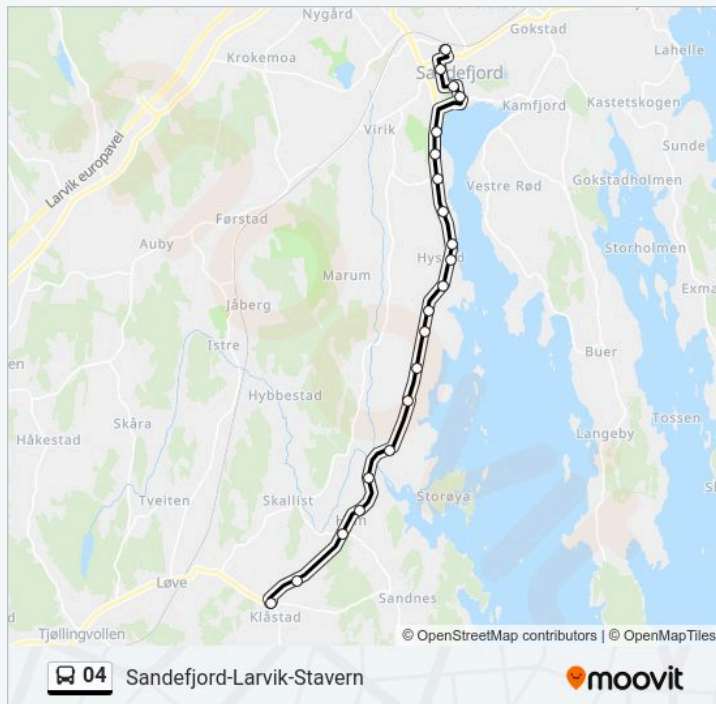 Nygård
Gokstad
Krokemoa
Lahelle
Sandefjord
Kamfjord
Kastetskogen
Virik
Sunde
Larvik europavei
Vestre Rød
Gokstadholmen
Førstad
Auby
Storholmen
Marum
Exma
Jåberg
Istre
Buer
Hybbestad
Tossen
Skåra
Langeby
Håkestad
Storøya
Tveiten
Skallist
Løve
Sandnes
Klåstad
Tjøllingvollen
© OpenStreetMap contributors | © OpenMapTiles
04 Sandefjord-Larvik-Stavern
moovit